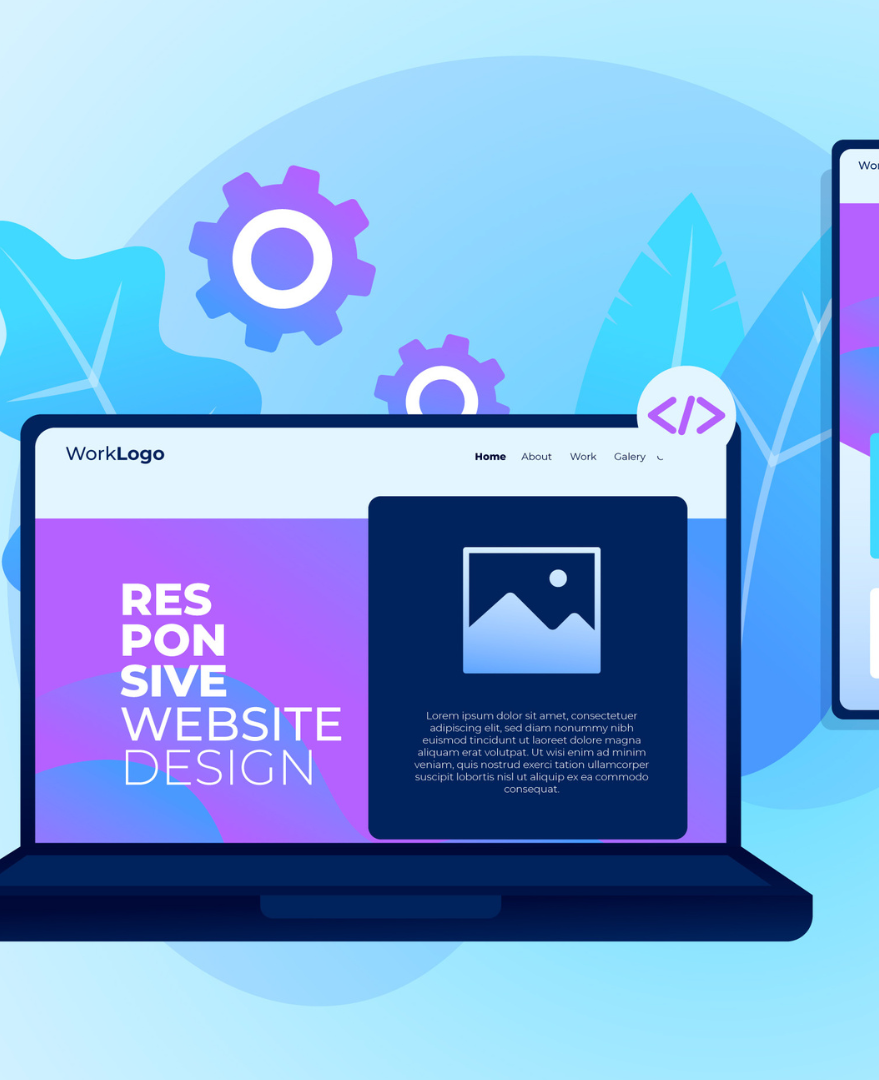 WorkLogo
Home About Work Galery
RES
PON
SIVE
WEBSITE
DESIGN
Lorem ipsum dolor sit amet, consectetuer
adipiscing elit, sed diam nonummy nibh
euismod tincidunt ut laoreet dolore magna
aliquam erat volutpat. Ut wisi enim ad minim
veniam, quis nostrud exerci tation ullamcorper
suscipit lobortis nisl ut aliquip ex ea commodo
consequat.
</>